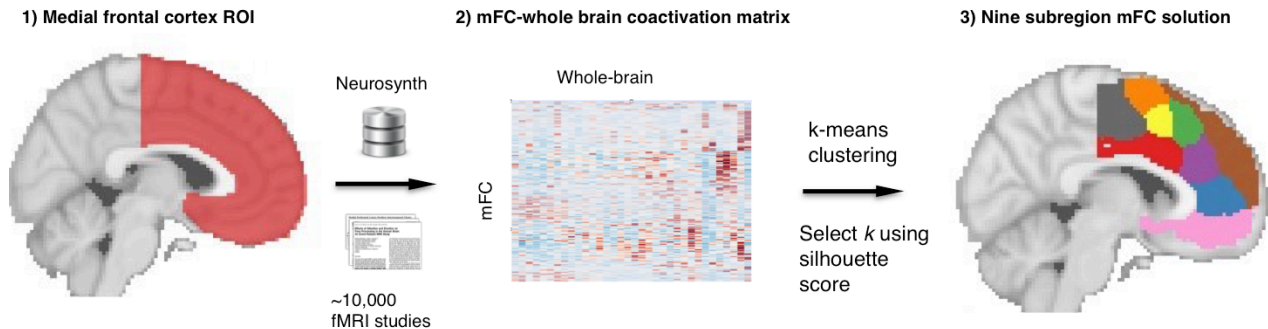 1) Medial frontal cortex ROI
2) mFC-whole brain coactivation matrix
3) Nine subregion mFC solution
Neurosynth
~10,000
fMRI studies
Whole-brain
mFC
k-means
clustering
Select k using
silhouette
score